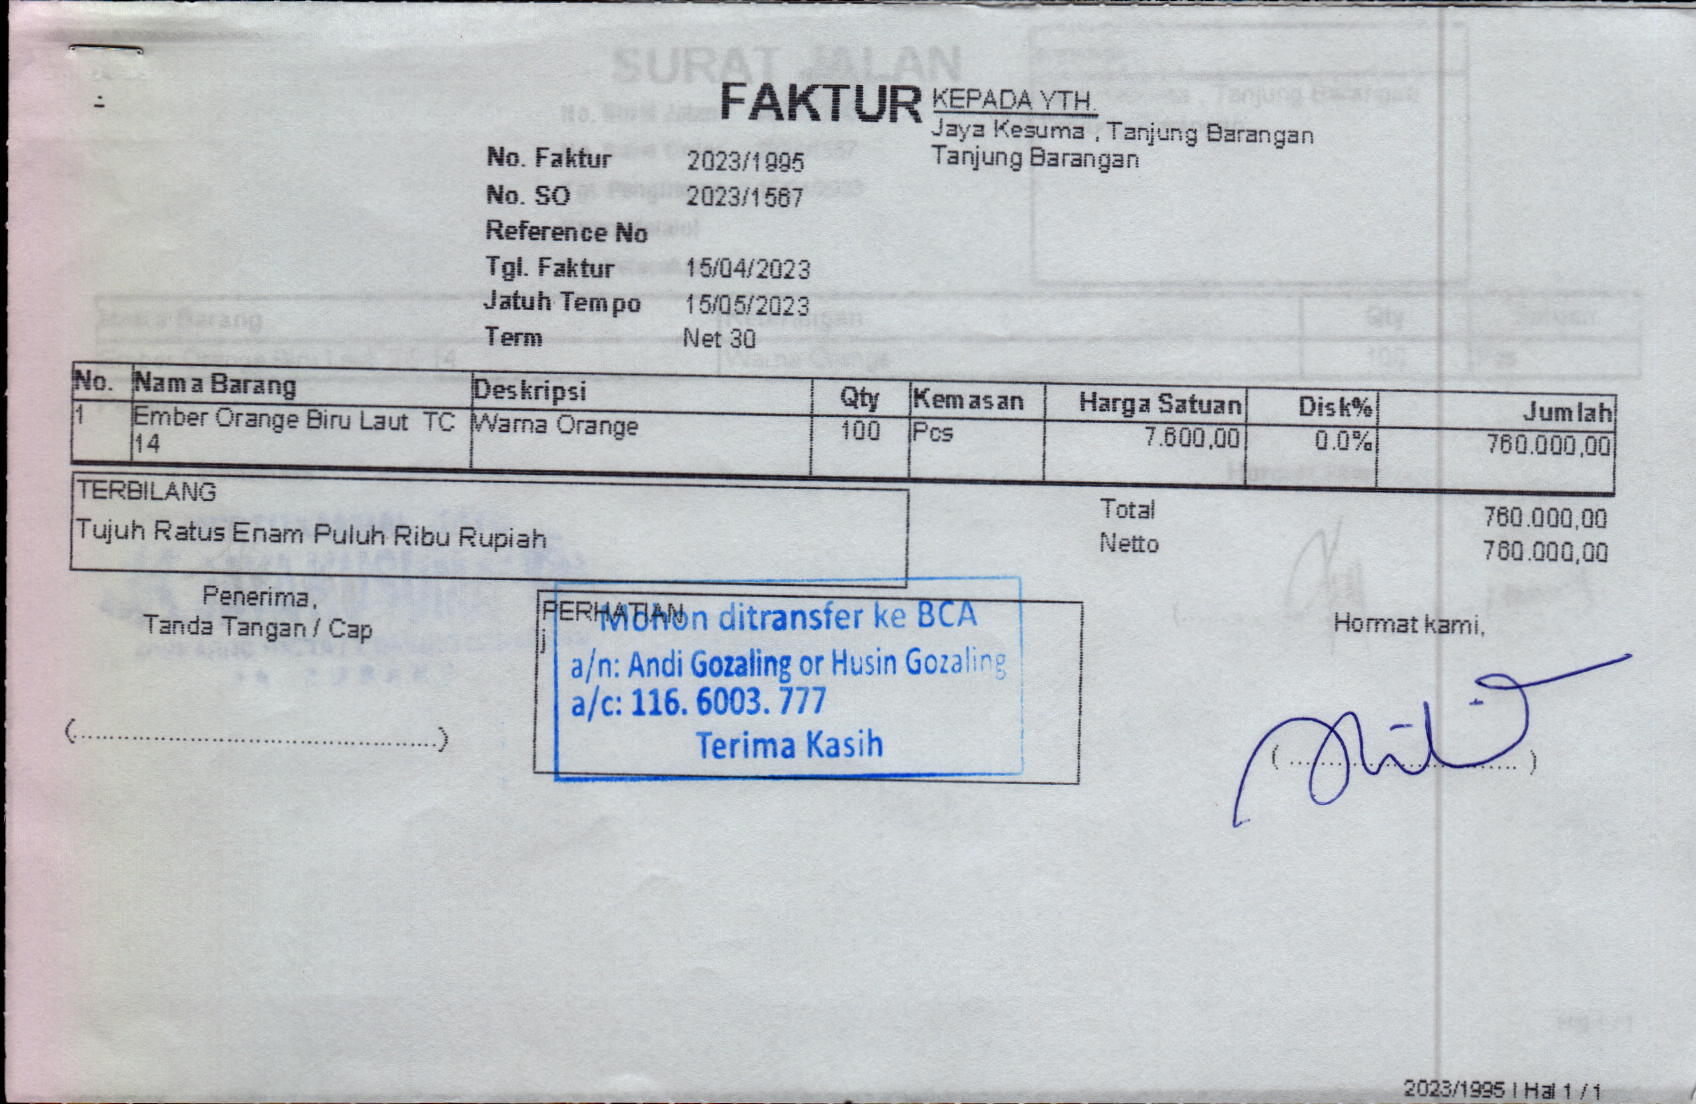 SURAT JALAN
FAKTUR
KEPADA YTH.
Jaya Kesuma , Tanjung Barangan
Tanjung Barangan
No. Faktur 2023/1995
No. SO 2023/1567
Reference No
Tgl. Faktur 15/04/2023
Jatuh Tempo 15/05/2023
Term Net 30
No. Nama Barang Deskripsi Qty Kemasan Harga Satuan Disk% Jumlah
1 Ember Orange Biru Laut TC Warna Orange 100 Pcs 7.600,00 0.0% 760.000,00
14
TERBILANG
Tujuh Ratus Enam Puluh Ribu Rupiah
Total 760.000,00
Netto 760.000,00
Penerima,
Tanda Tangan / Cap
(..........................................)
PERHATIAN
j
Mohon ditransfer ke BCA
a/n: Andi Gozaling or Husin Gozaling
a/c: 116. 6003. 777
Terima Kasih
Hormat kami,
2023/1995 | Hal 1 / 1